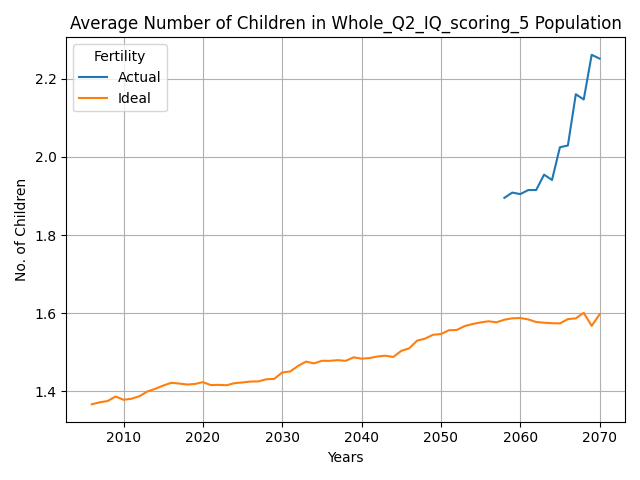 Average Number of Children in Whole_Q2_IQ_scoring_5 Population
Fertility
Actual
Ideal
No. of Children
2.2
2.0
1.8
1.6
1.4
2010 2020 2030 2040 2050 2060 2070
Years